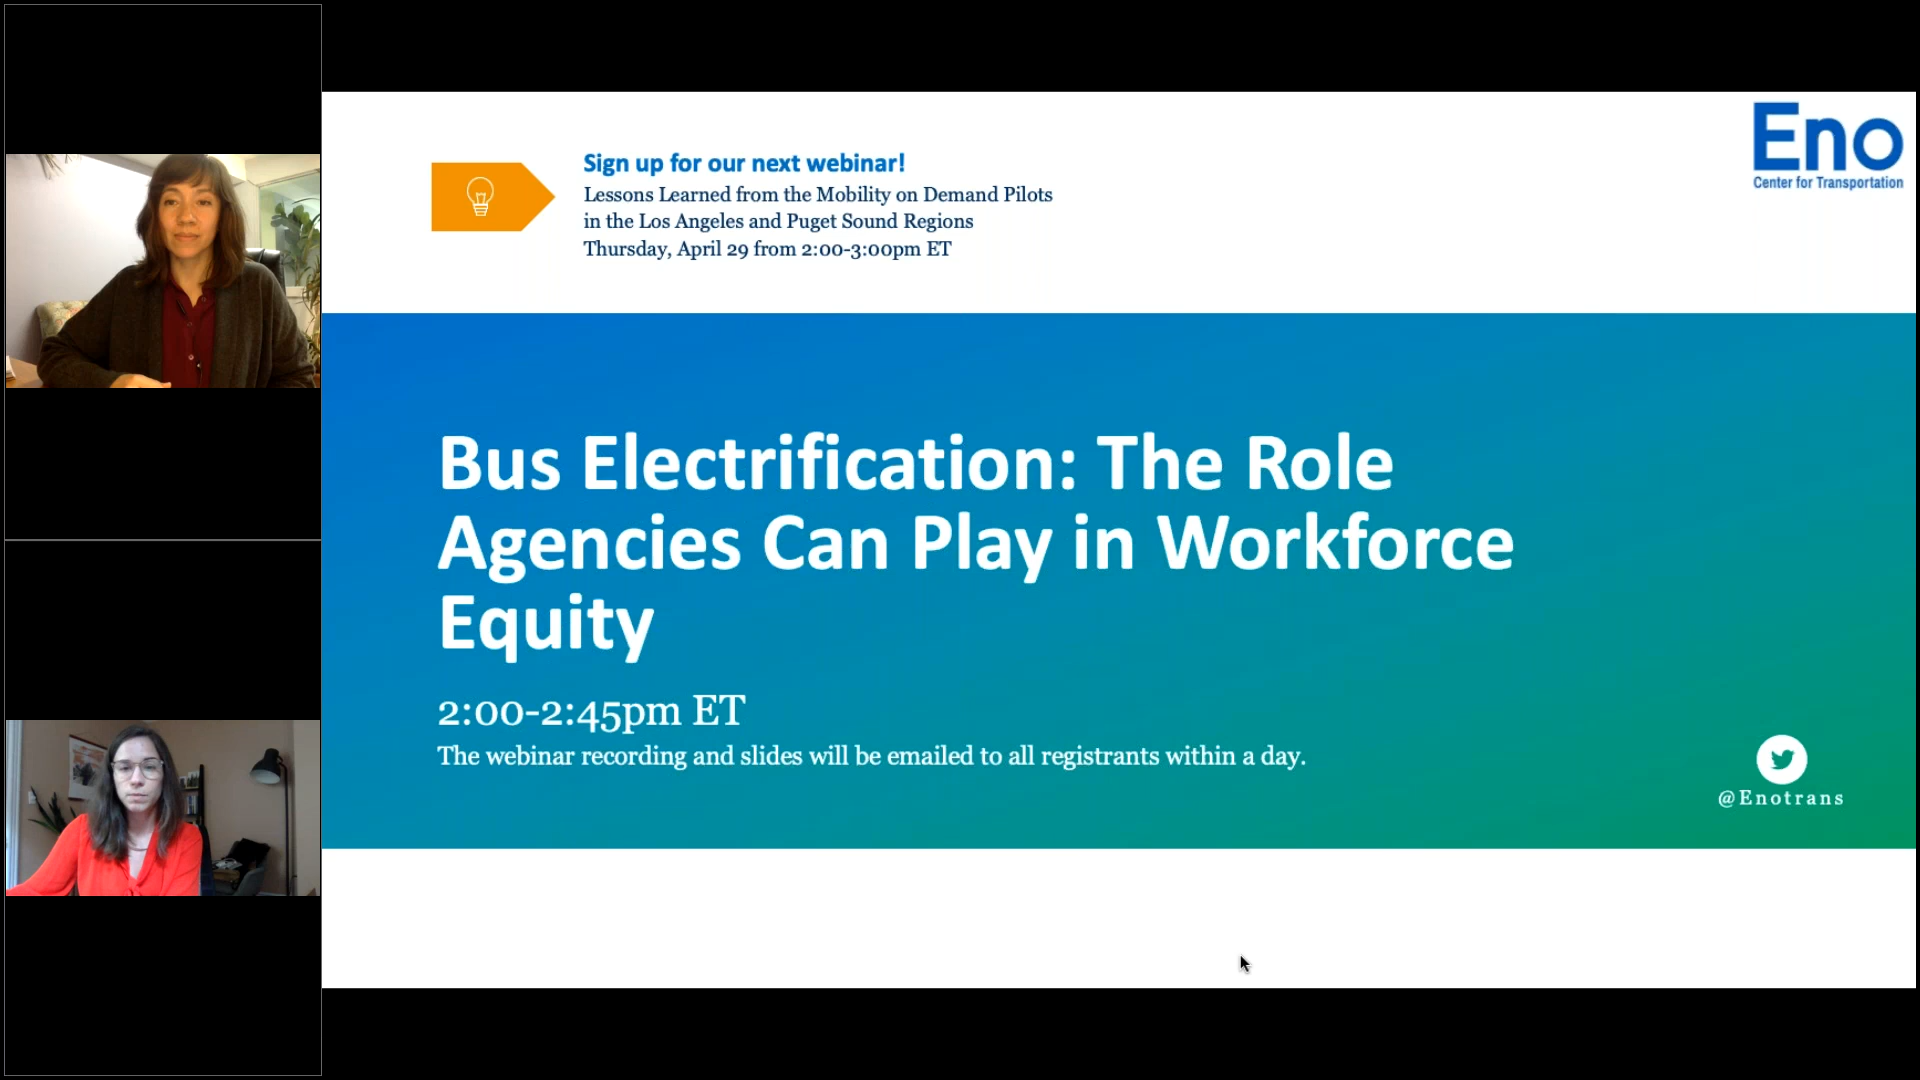 Eno
Center for Transportation
Sign up for our next webinar!
Lessons Learned from the Mobility on Demand Pilots
in the Los Angeles and Puget Sound Regions
Thursday, April 29 from 2:00-3:00pm ET
Bus Electrification: The Role
Agencies Can Play in Workforce
Equity
2:00-2:45pm ET
The webinar recording and slides will be emailed to all registrants within a day.
@Enotrans